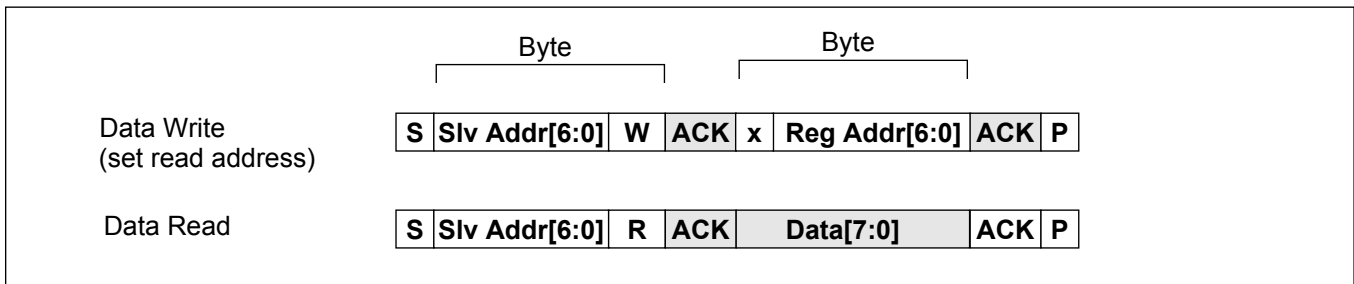 Byte Byte
Data Write S Slv Addr[6:0] W ACK x Reg Addr[6:0] ACK P
(set read address)
Data Read S Slv Addr[6:0] R ACK Data[7:0] ACK P